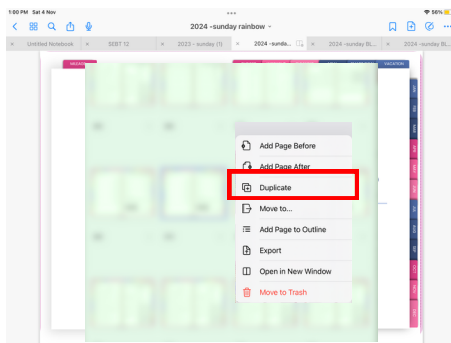 1:00 PM Sat 4 Nov
56%
2024 -sunday rainbow
Untitled Notebook
SEBT 12
2023 - sunday (1)
2024 -sunda...
2024 -sunday BL...
2024 -sunday BL...
VACATION
Add Page Before
Add Page After
Duplicate
Move to...
Add Page to Outline
Export
Open in New Window
Move to Trash